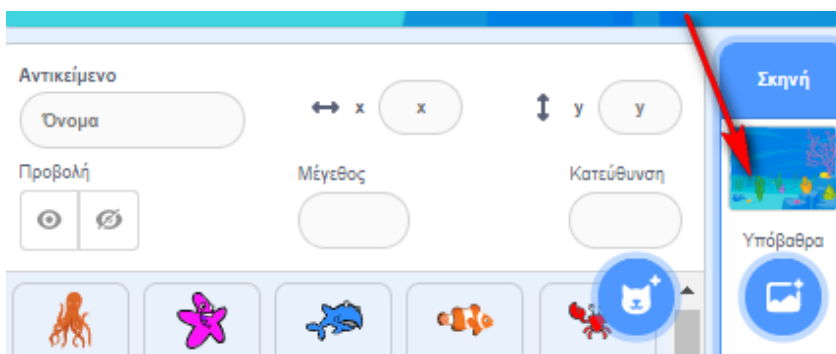 Αντικείμενο
Όνομα
x x
y y
Σκηνή
Προβολή
Μέγεθος
Κατεύθυνση
Υπόβαθρα